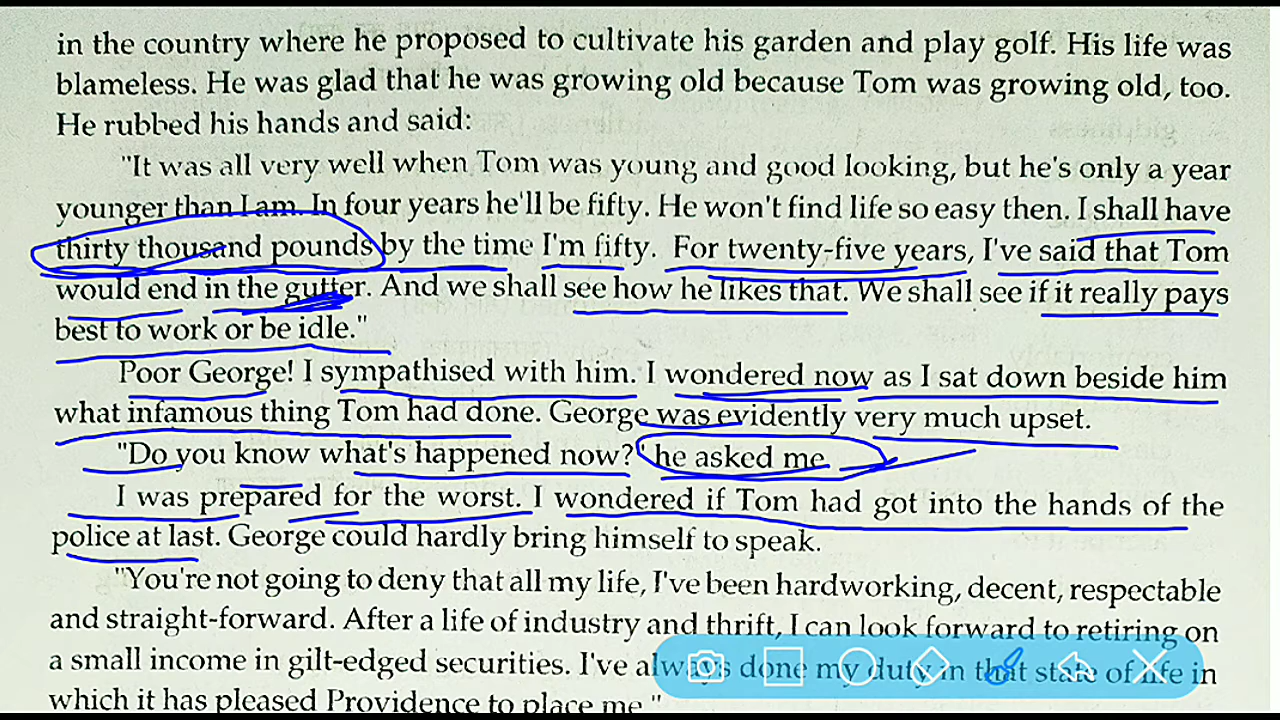 in the country where he proposed to cultivate his garden and play golf. His life was
blameless. He was glad that he was growing old because Tom was growing old, too.
He rubbed his hands and said:
"It was all very well when Tom was young and good looking, but he's only a year
younger than I am. In four years he'll be fifty. He won't find life so easy then. I shall have
thirty thousand pounds by the time I'm fifty. For twenty-five years, I've said that Tom
would end in the gutter. And we shall see how he likes that. We shall see if it really pays
best to work or be idle."
Poor George! I sympathised with him. I wondered now as I sat down beside him
what infamous thing Tom had done. George was evidently very much upset.
"Do you know what's happened now?" he asked me.
I was prepared for the worst. I wondered if Tom had got into the hands of the
police at last. George could hardly bring himself to speak.
"You're not going to deny that all my life, I've been hardworking, decent, respectable
and straight-forward. After a life of industry and thrift, I can look forward to retiring on
a small income in gilt-edged securities. I've always done my duty in that state of life in
which it has pleased Providence to place me."